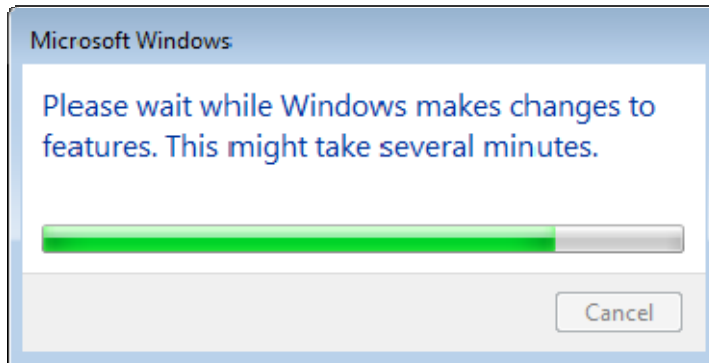 Microsoft Windows
Please wait while Windows makes changes to
features. This might take several minutes.
Cancel